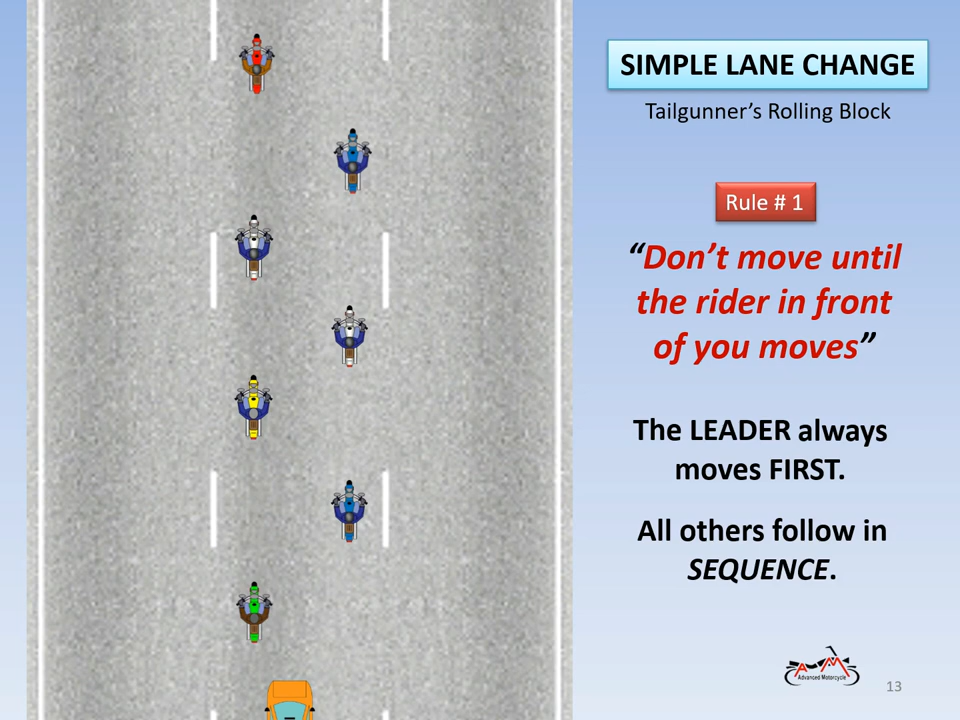 SIMPLE LANE CHANGE
Tailgunner’s Rolling Block
Rule # 1
“Don’t move until
the rider in front
of you moves”
The LEADER always
moves FIRST.
All others follow in
SEQUENCE.
Advanced Motorcycle
13